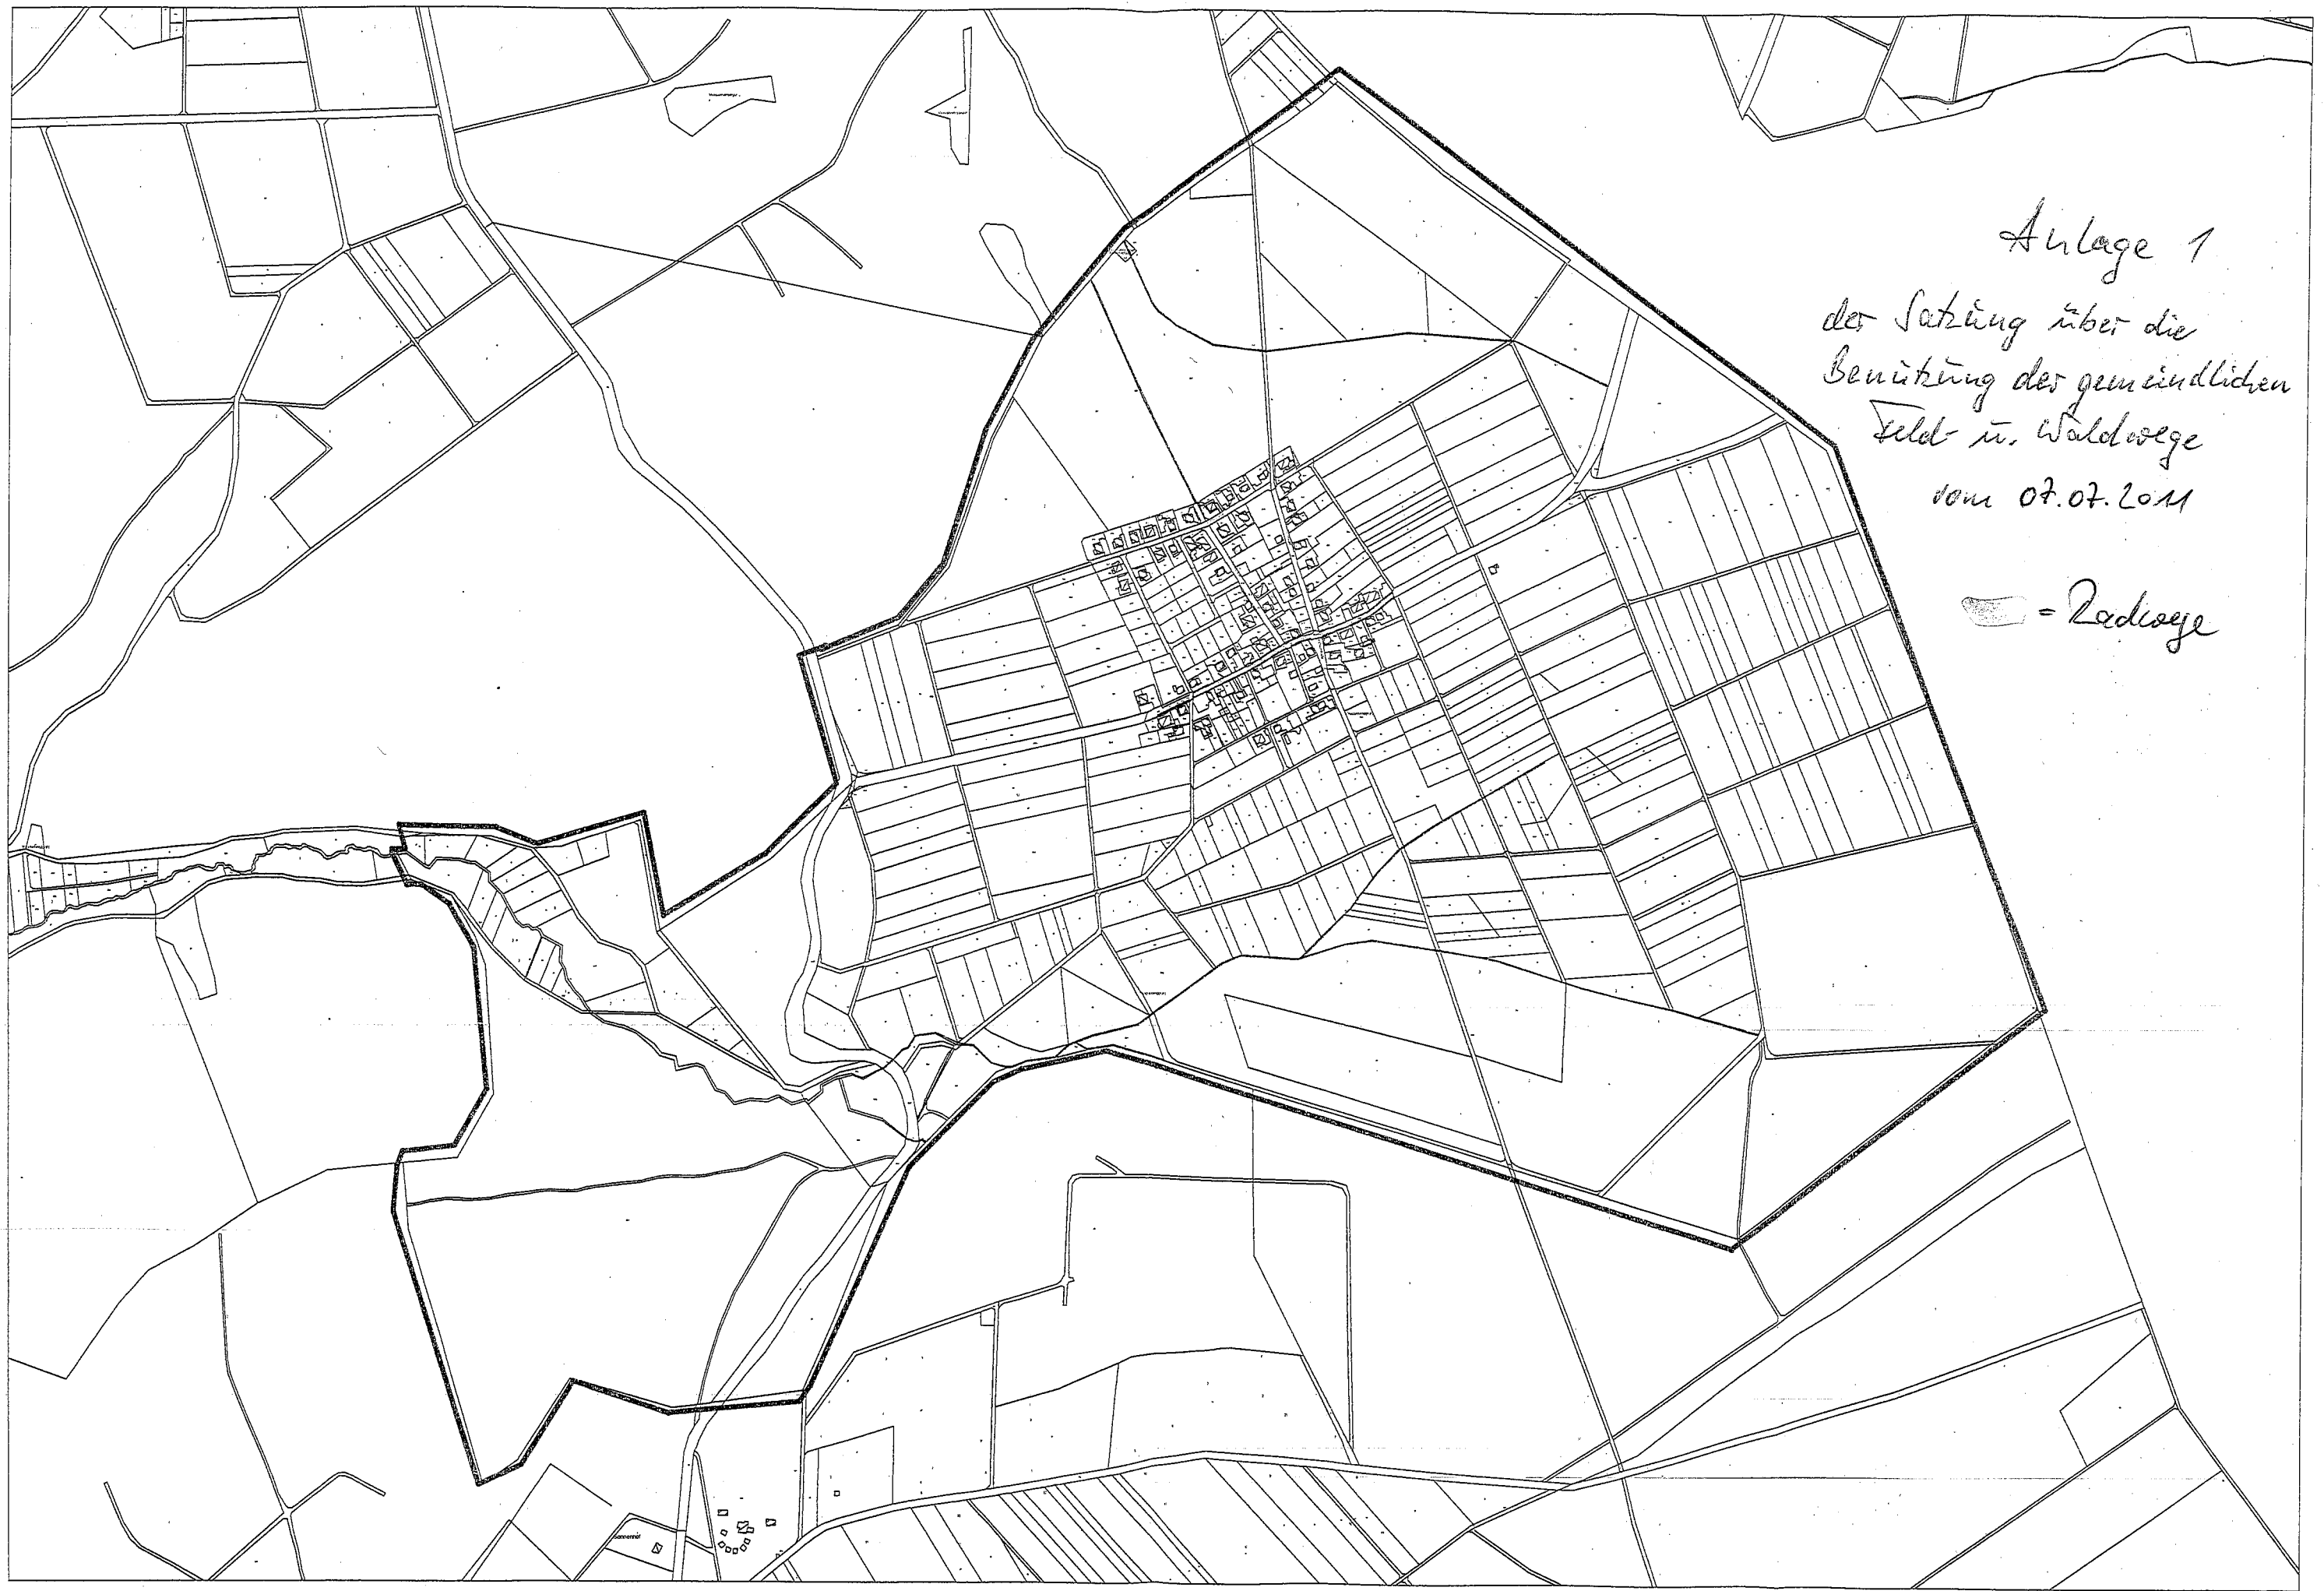 Anlage 1
der Satzung über die
Benützung der gemeindlichen
Feld- u. Waldwege
vom 07.07.2011
= Radwege